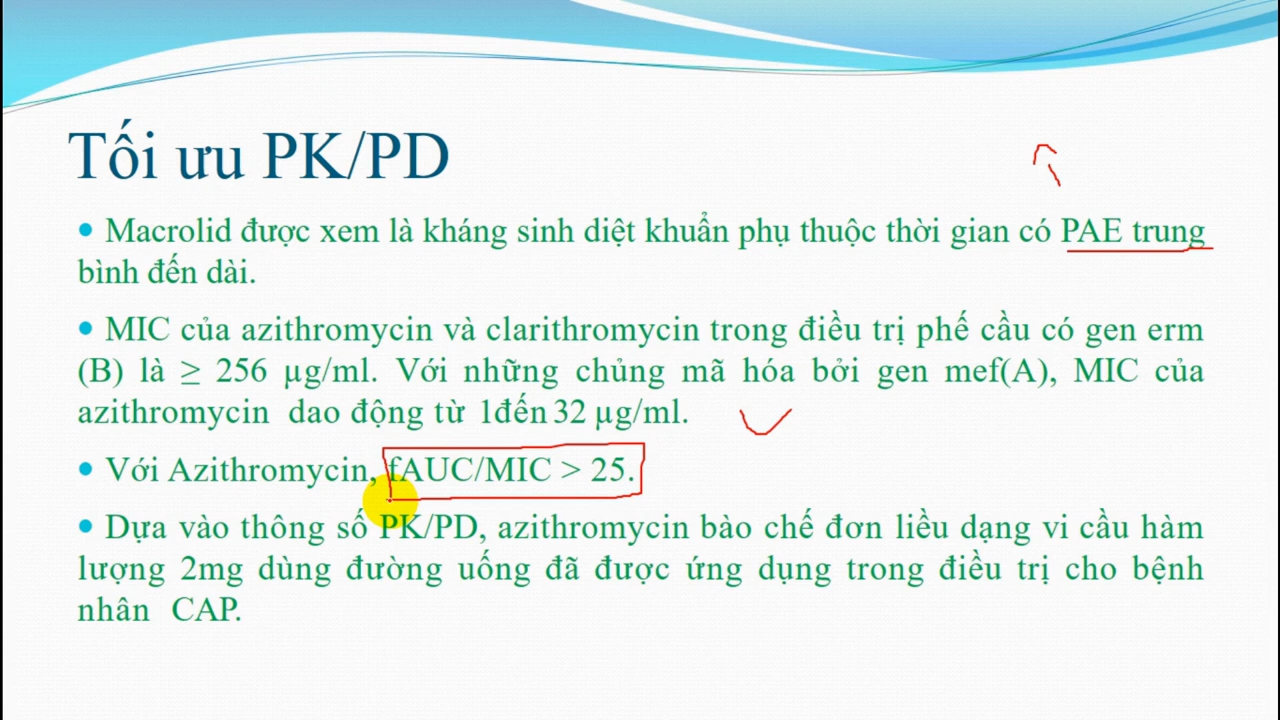 Tối ưu PK/PD
• Macrolid được xem là kháng sinh diệt khuẩn phụ thuộc thời gian có PAE trung
bình đến dài.
• MIC của azithromycin và clarithromycin trong điều trị phế cầu có gen erm
(B) là ≥ 256 µg/ml. Với những chủng mã hóa bởi gen mef(A), MIC của
azithromycin dao động từ 1đến 32 µg/ml.
• Với Azithromycin, fAUC/MIC > 25.
• Dựa vào thông số PK/PD, azithromycin bào chế đơn liều dạng vi cầu hàm
lượng 2mg dùng đường uống đã được ứng dụng trong điều trị cho bệnh
nhân CAP.